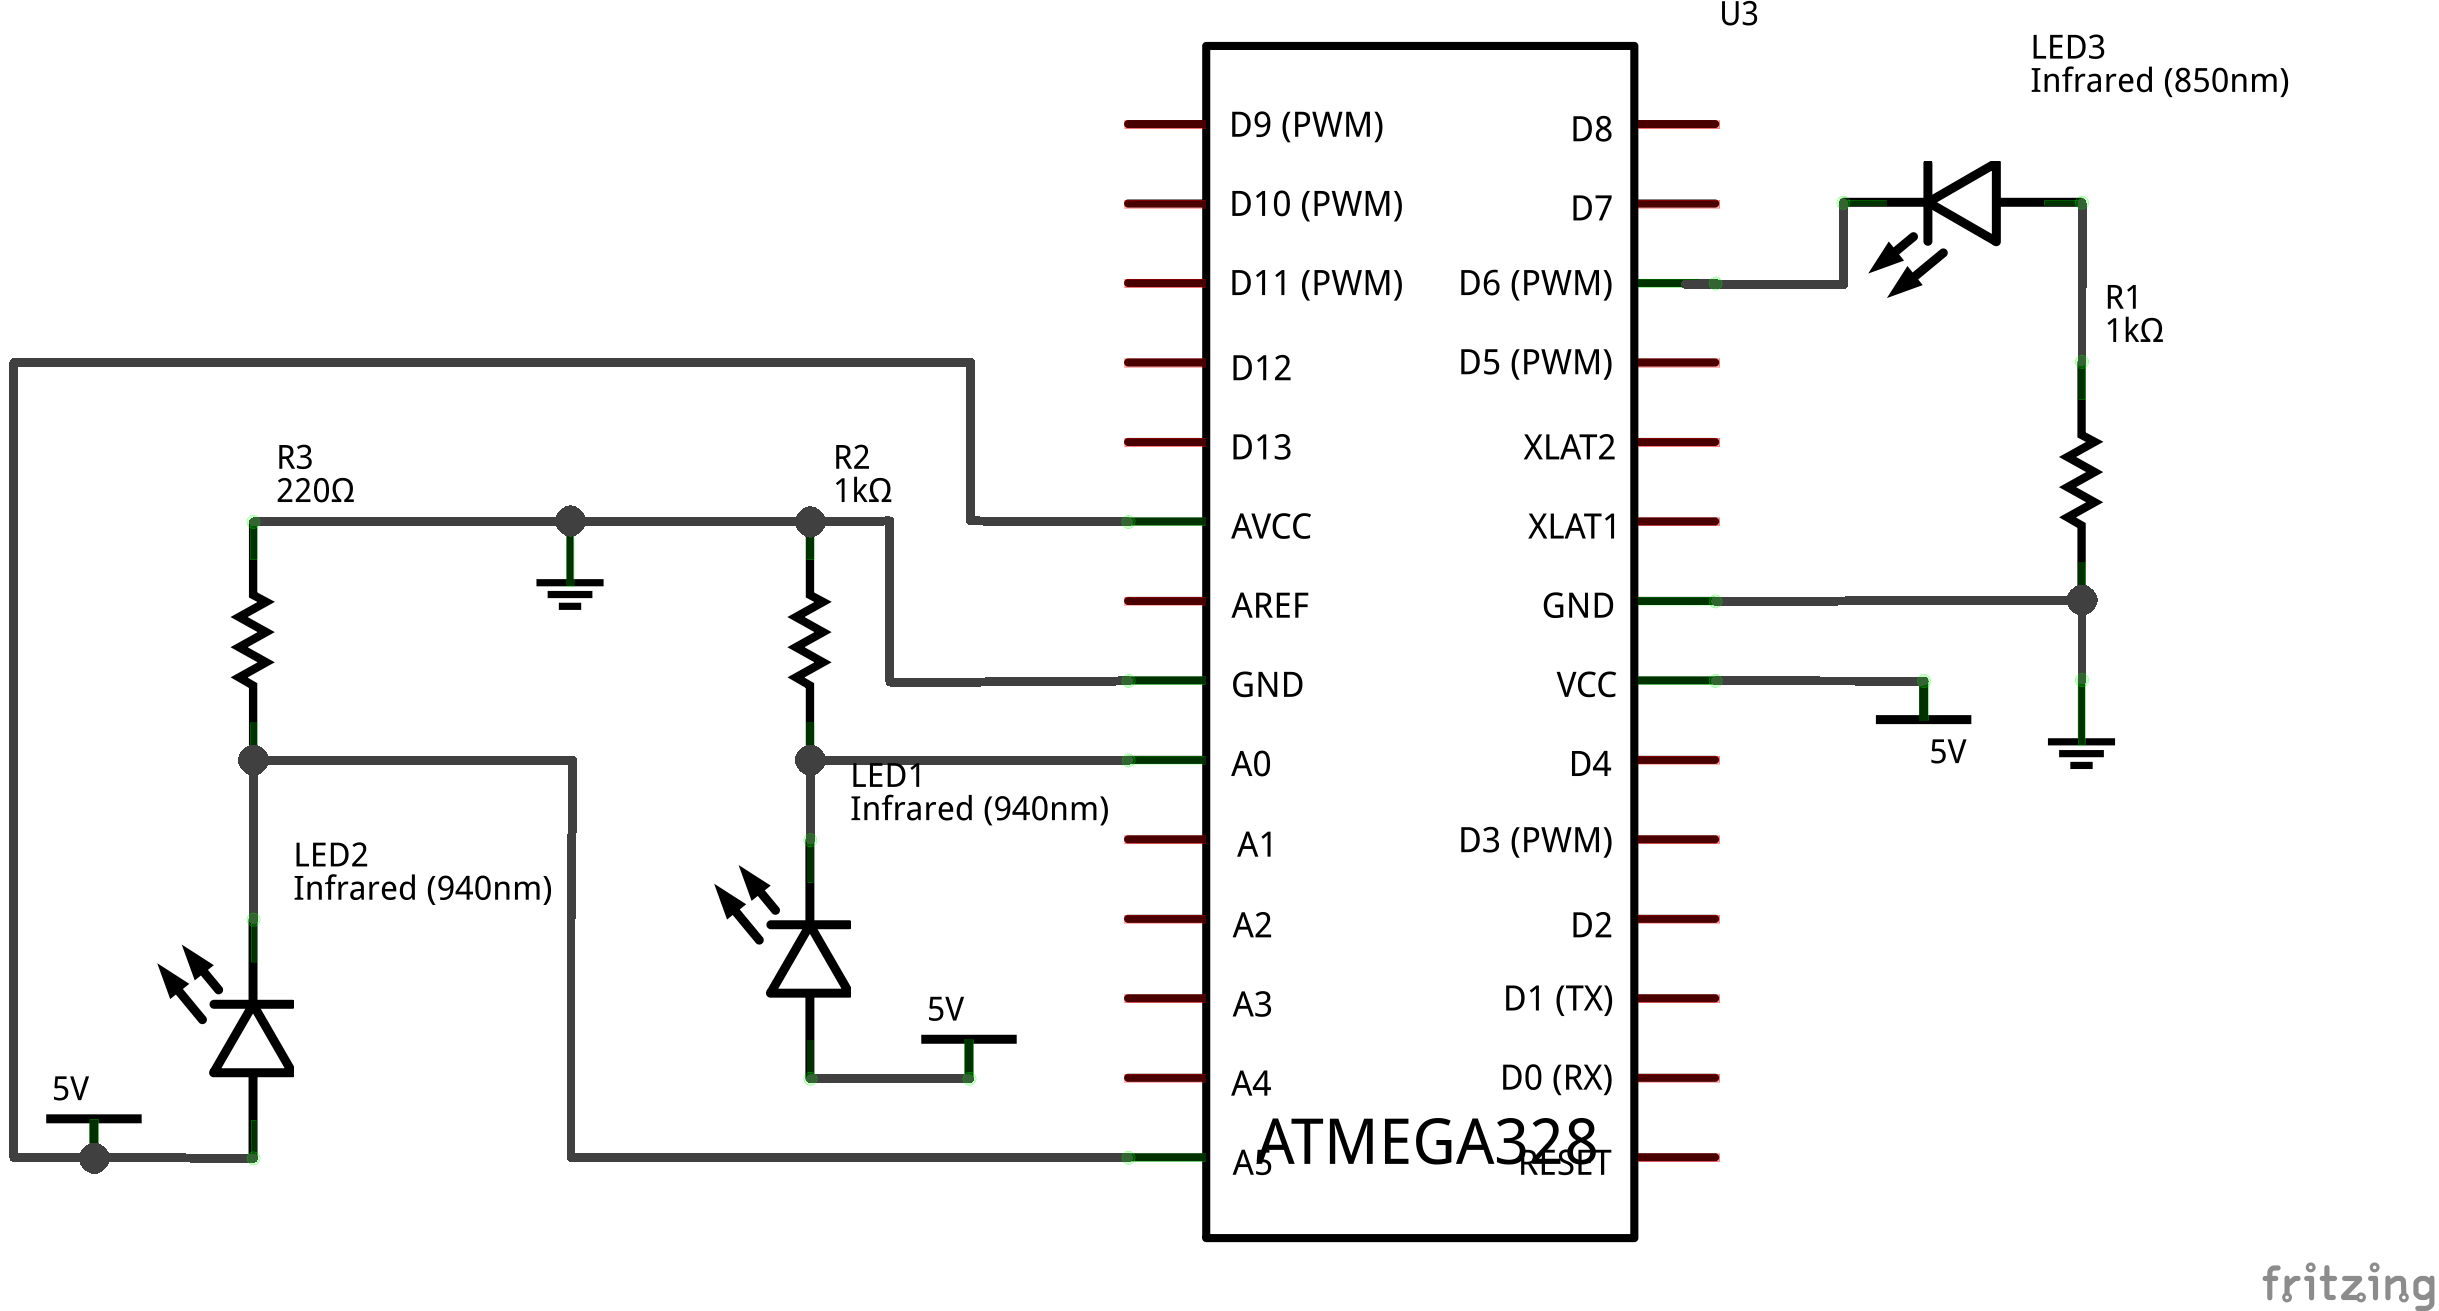 U3
LED3
Infrared (850nm)
D9 (PWM)
D8
D10 (PWM)
D7
D11 (PWM)
D6 (PWM)
R1
1kΩ
D12
D5 (PWM)
D13
XLAT2
R3
220Ω
R2
1kΩ
AVCC
XLAT1
AREF
GND
GND
VCC
5V
A0
D4
LED1
Infrared (940nm)
A1
D3 (PWM)
LED2
Infrared (940nm)
A2
D2
A3
D1 (TX)
5V
A4
D0 (RX)
5V
ATMEGA328
A5
RESET
fritzing